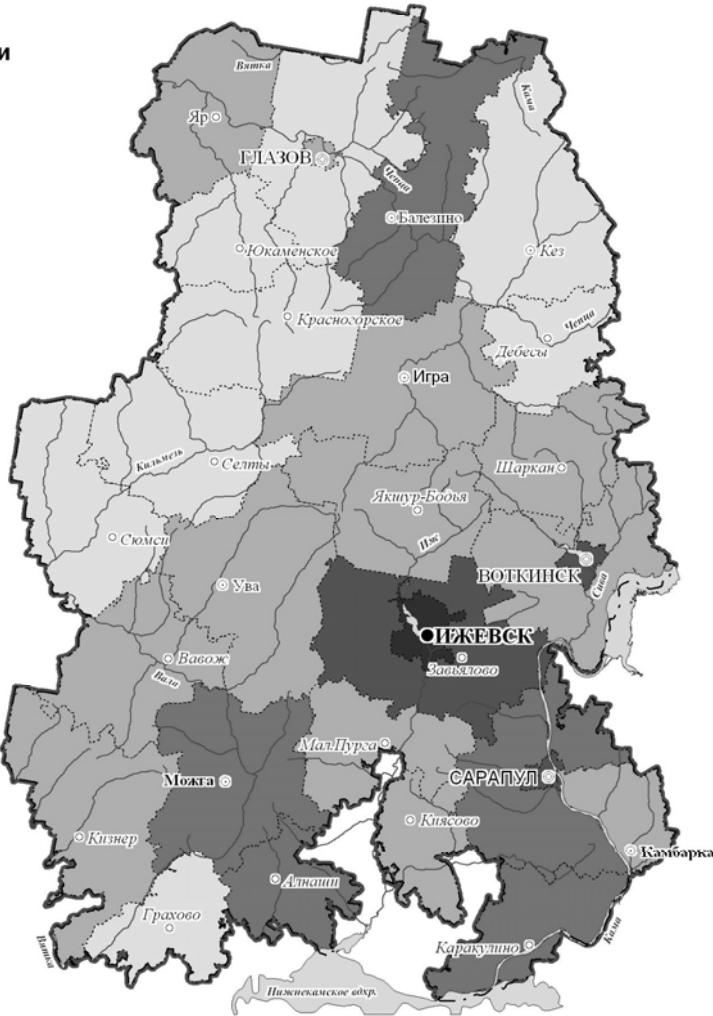 и
Вятка
Кама
Яр
ГЛАЗОВ
Чепца
Балезино
Юкаменское
Кез
Красногорское
Чепца
Дебесы
Игра
Кильмезь
Селты
Шаркан
Якшур-Бодья
Сюмси
Иж
ВОТКИНСК
Ува
Сива
ИЖЕВСК
Вавож
Завьялово
Вала
Мал.Пурга
Можга
САРАПУЛ
Кизнер
Киясово
Камбарка
Алнаши
Грахово
Вятка
Каракулино
Кама
Нижнекамское вдхр.